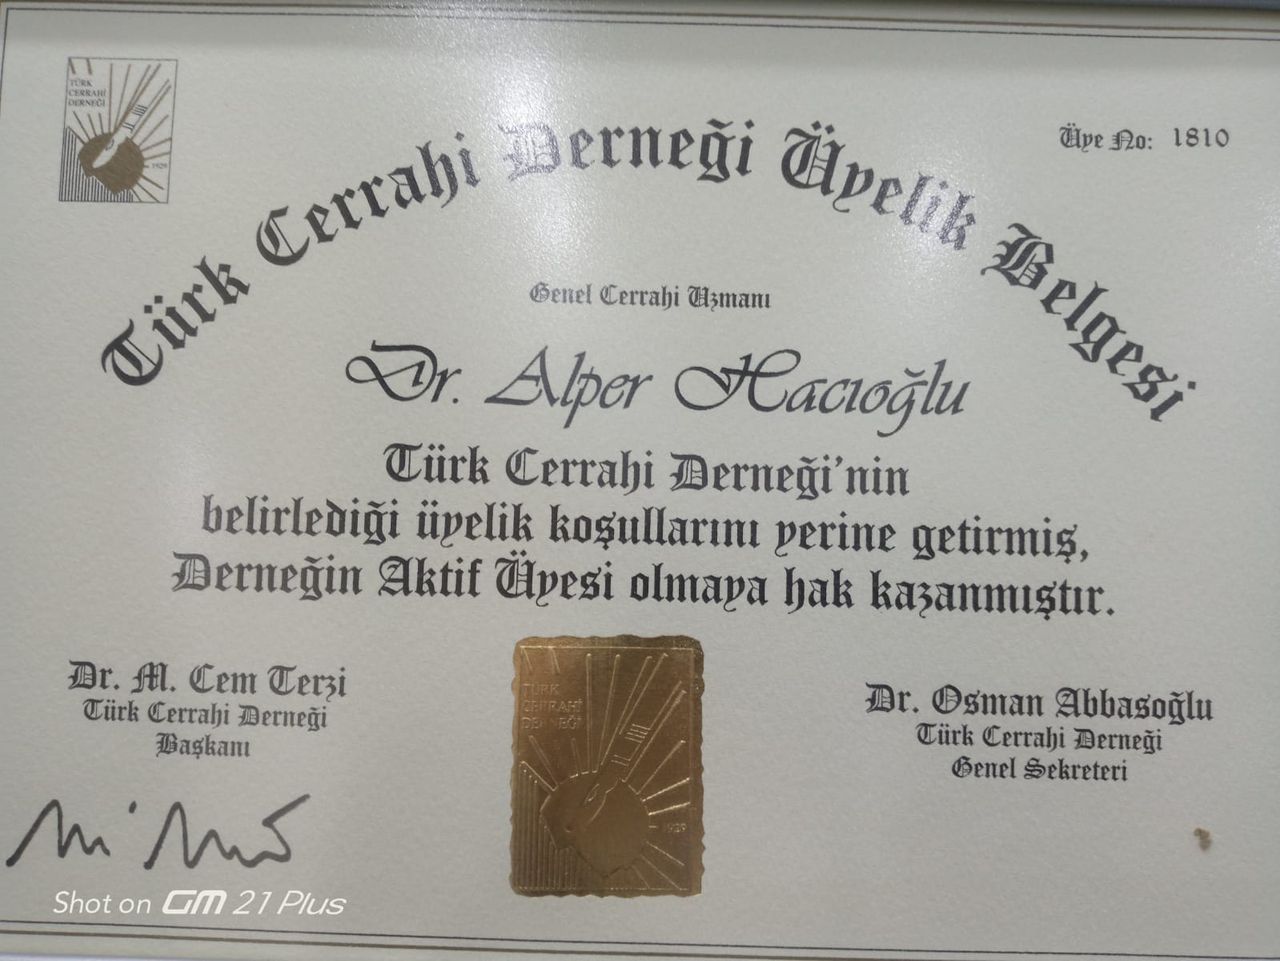 TÜRK
CERRAHİ
DERNEĞİ
1929
Üye No: 1810
Türk Cerrahi Derneği Üyelik Belgesi
Genel Cerrahi Uzmanı
Dr. Alper Hacıoğlu
Türk Cerrahi Derneği'nin
belirlediği üyelik koşullarını yerine getirmiş,
Derneğin Aktif Üyesi olmaya hak kazanmıştır.
Dr. M. Cem Terzi
Türk Cerrahi Derneği
Başkanı
Dr. Osman Abbasoğlu
Türk Cerrahi Derneği
Genel Sekreteri
TÜRK
CERRAHİ
DERNEĞİ
1929
Shot on GM 21 Plus